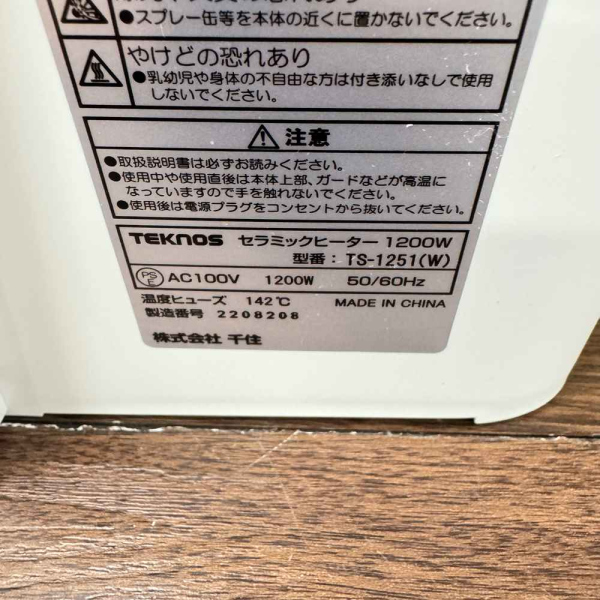 ●スプレー缶等を本体の近くに置かないでください。
やけどの恐れあり
●乳幼児や身体の不自由な方は付き添いなしで使用
しないでください。
⚠注意
●取扱説明書は必ずお読みください。
●使用中や使用直後は本体上部、ガードなどが高温に
なっていますので手を触れないでください。
●使用後は電源プラグをコンセントから抜いてください。
TEKNOS セラミックヒーター 1200W
型番: TS-1251(W)
PSE AC100V 1200W 50/60Hz
温度ヒューズ 142℃ MADE IN CHINA
製造番号 2208208
株式会社 千住